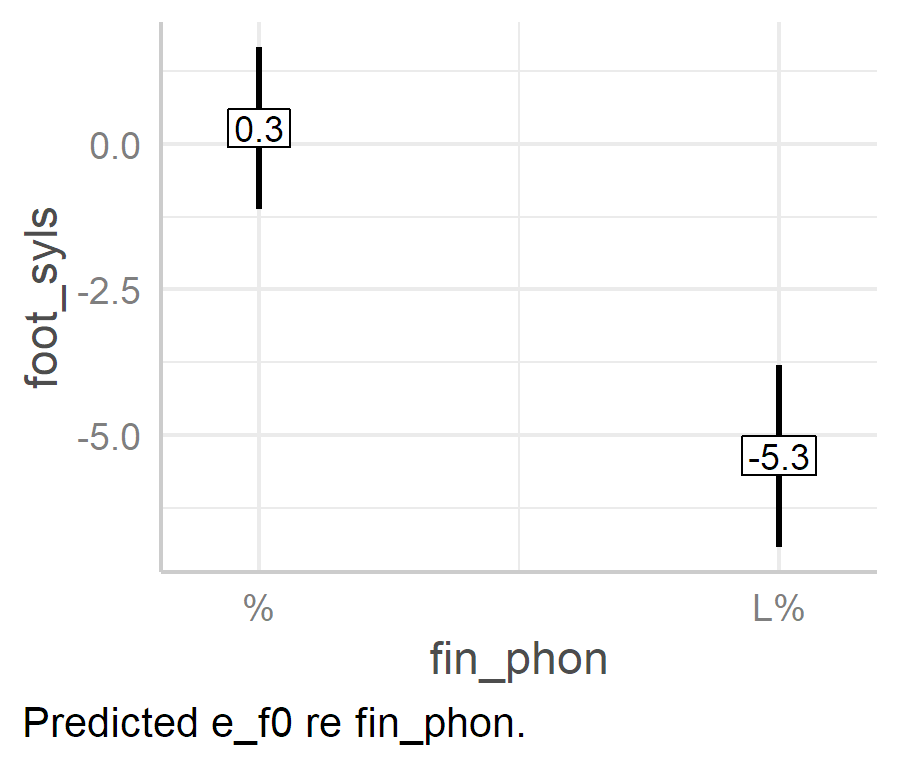 foot_syls
0.0
-2.5
-5.0
0.3
-5.3
%
L%
fin_phon
Predicted e_f0 re fin_phon.